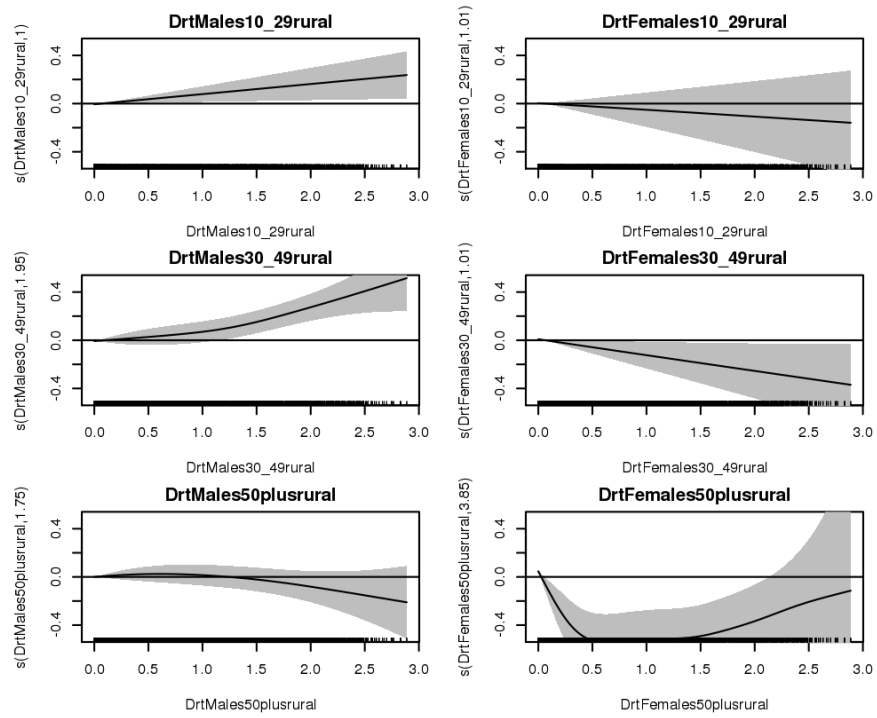 DrtMales10_29rural
s(DrtMales10_29rural,1)
-0.4 0.0 0.4
0.0 0.5 1.0 1.5 2.0 2.5 3.0
DrtMales10_29rural
DrtFemales10_29rural
s(DrtFemales10_29rural,1.01)
-0.4 0.0 0.4
0.0 0.5 1.0 1.5 2.0 2.5 3.0
DrtFemales10_29rural
DrtMales30_49rural
s(DrtMales30_49rural,1.95)
-0.4 0.0 0.4
0.0 0.5 1.0 1.5 2.0 2.5 3.0
DrtMales30_49rural
DrtFemales30_49rural
s(DrtFemales30_49rural,1.01)
-0.4 0.0 0.4
0.0 0.5 1.0 1.5 2.0 2.5 3.0
DrtFemales30_49rural
DrtMales50plusrural
s(DrtMales50plusrural,1.75)
-0.4 0.0 0.4
0.0 0.5 1.0 1.5 2.0 2.5 3.0
DrtMales50plusrural
DrtFemales50plusrural
s(DrtFemales50plusrural,3.85)
-0.4 0.0 0.4
0.0 0.5 1.0 1.5 2.0 2.5 3.0
DrtFemales50plusrural